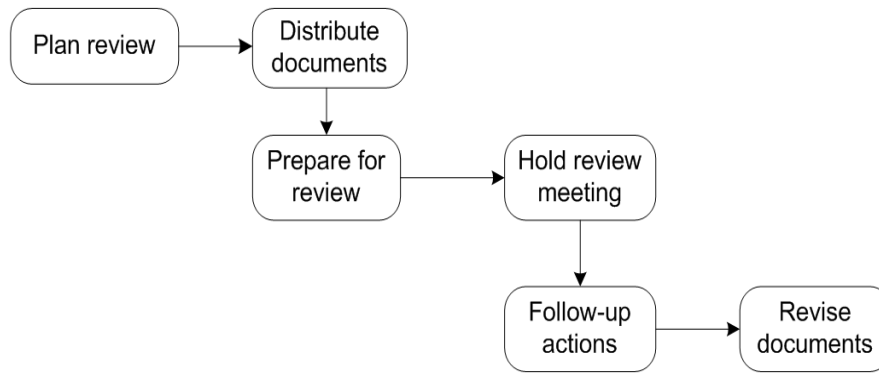 Plan review
Distribute
documents
Prepare for
review
Hold review
meeting
Follow-up
actions
Revise
documents